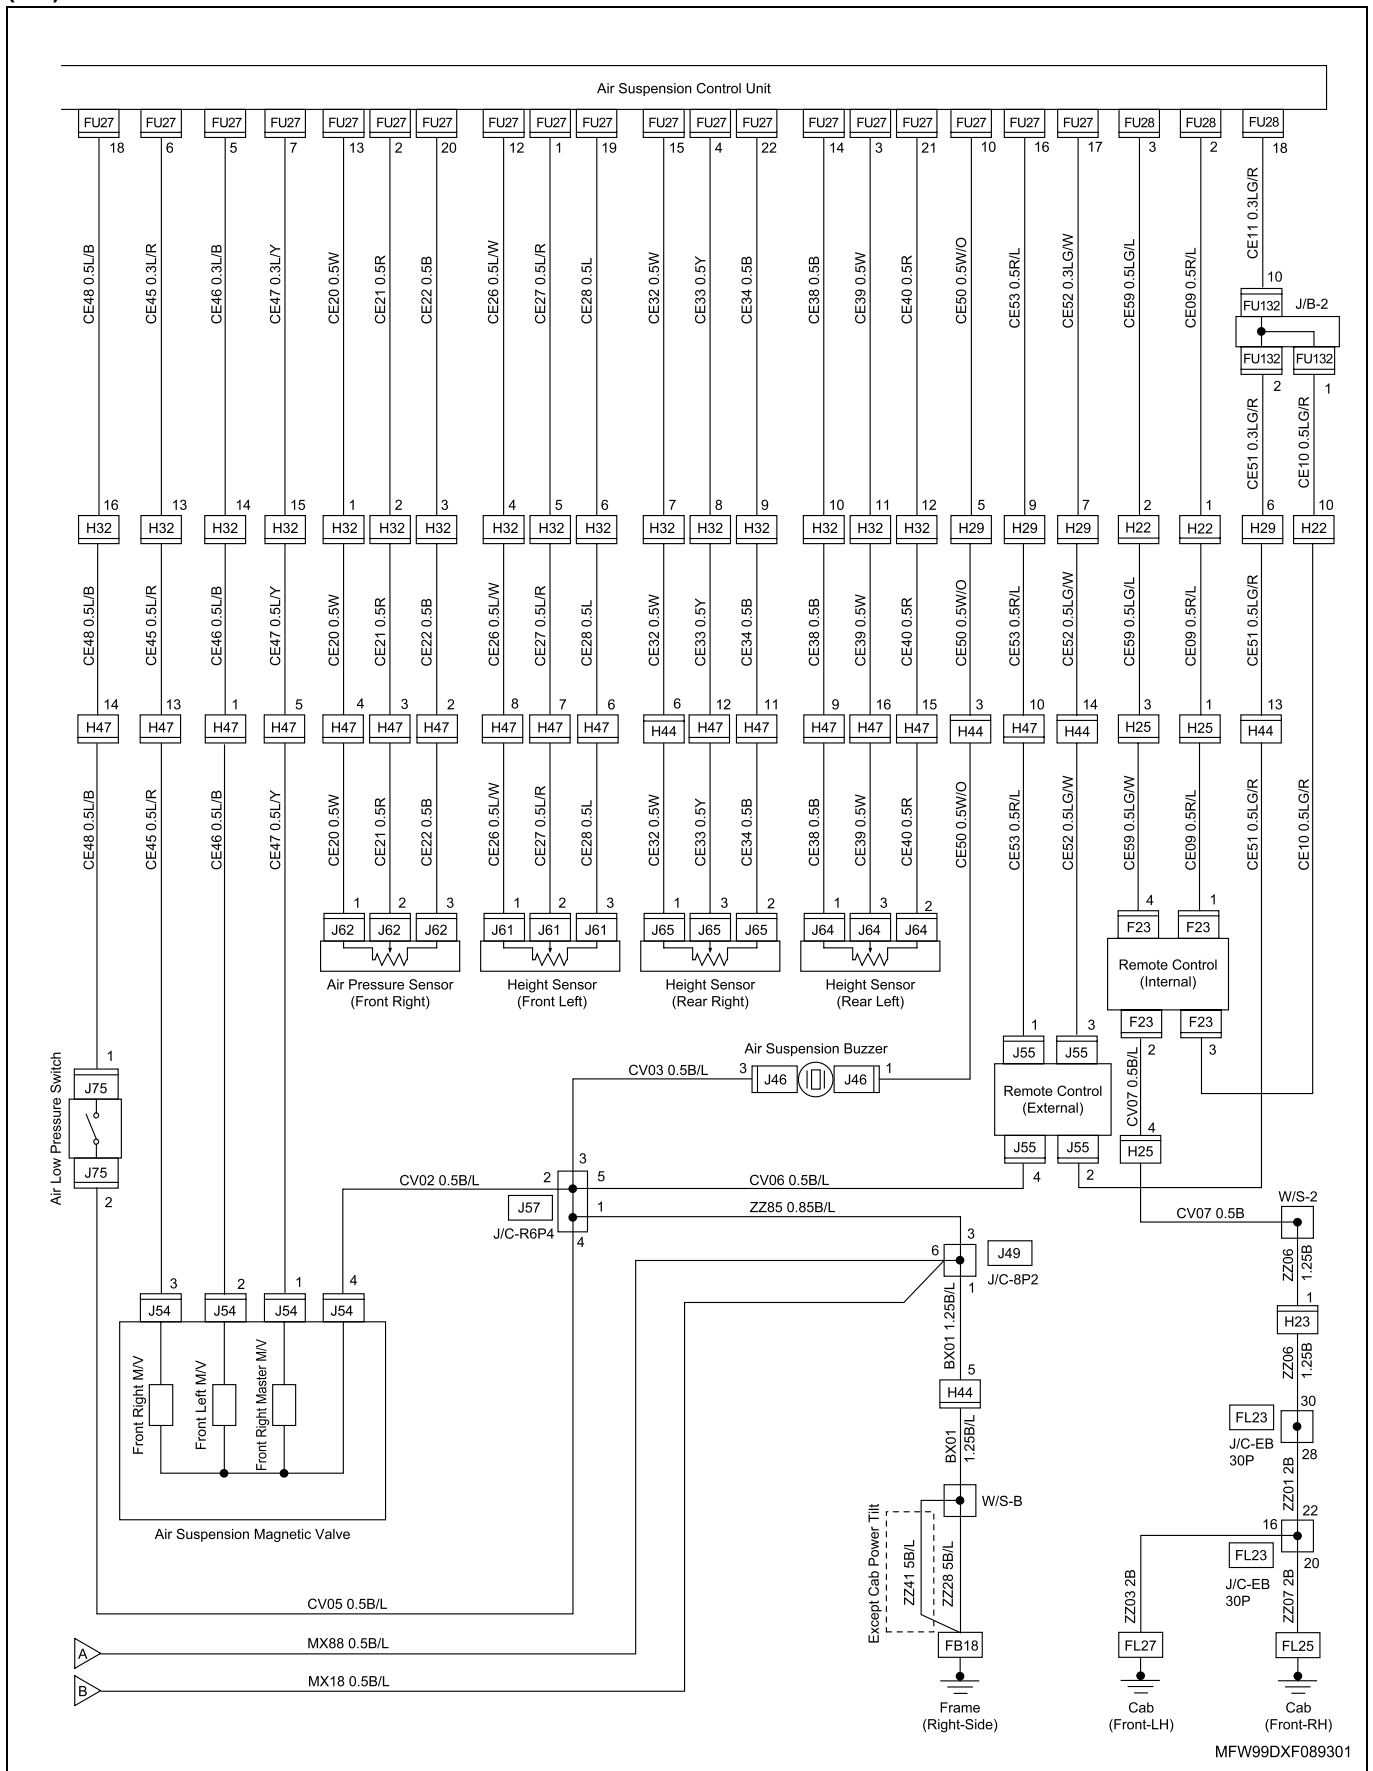 Air Suspension Control Unit
FU27 FU27 FU27 FU27 FU27 FU27 FU27 FU27 FU27 FU27 FU27 FU27 FU27 FU27 FU27 FU27 FU27 FU27 FU27 FU28 FU28 FU28
18 6 5 7 13 2 20 12 1 19 15 4 22 14 3 21 10 16 17 3 2 18
CE48 0.5L/B CE45 0.3L/R CE46 0.3L/B CE47 0.3L/Y CE20 0.5W CE21 0.5R CE22 0.5B CE26 0.5L/W CE27 0.5L/R CE28 0.5L CE32 0.5W CE33 0.5Y CE34 0.5B CE38 0.5B CE39 0.5W CE40 0.5R CE50 0.5W/O CE53 0.5R/L CE52 0.3LG/W CE59 0.5LG/L CE09 0.5R/L CE11 0.3LG/R
10
FU132 J/B-2
FU132 FU132
2 1
CE51 0.3LG/R CE10 0.5LG/R
16 13 14 15 1 2 3 4 5 6 7 8 9 10 11 12 5 9 7 2 1 6 10
H32 H32 H32 H32 H32 H32 H32 H32 H32 H32 H32 H32 H32 H32 H32 H32 H29 H29 H29 H22 H22 H29 H22
CE48 0.5L/B CE45 0.5L/R CE46 0.5L/B CE47 0.5L/Y CE20 0.5W CE21 0.5R CE22 0.5B CE26 0.5L/W CE27 0.5L/R CE28 0.5L CE32 0.5W CE33 0.5Y CE34 0.5B CE38 0.5B CE39 0.5W CE40 0.5R CE50 0.5W/O CE53 0.5R/L CE52 0.5LG/W CE59 0.5LG/L CE09 0.5R/L CE51 0.5LG/R
14 13 1 5 4 3 2 8 7 6 6 12 11 9 16 15 3 10 14 3 1 13
H47 H47 H47 H47 H47 H47 H47 H47 H47 H47 H44 H47 H47 H47 H47 H47 H44 H47 H44 H25 H25 H44
CE48 0.5L/B CE45 0.5L/R CE46 0.5L/B CE47 0.5L/Y CE20 0.5W CE21 0.5R CE22 0.5B CE26 0.5L/W CE27 0.5L/R CE28 0.5L CE32 0.5W CE33 0.5Y CE34 0.5B CE38 0.5B CE39 0.5W CE40 0.5R CE50 0.5W/O CE53 0.5R/L CE52 0.5LG/W CE59 0.5LG/W CE09 0.5R/L CE51 0.5LG/R CE10 0.5LG/R
1 2 3 1 2 3 1 3 2 1 3 2 4 1
J62 J62 J62 J61 J61 J61 J65 J65 J65 J64 J64 J64 F23 F23
Air Pressure Sensor
(Front Right)
Height Sensor
(Front Left)
Height Sensor
(Rear Right)
Height Sensor
(Rear Left)
Remote Control
(Internal)
F23 F23
2 3
CV07 0.5B/L
4
H25
1 3
J55 J55
Remote Control
(External)
J55 J55
4 2
Air Suspension Buzzer
CV03 0.5B/L 3 J46 J46 1
Air Low Pressure Switch
1
J75
J75
2
3
CV02 0.5B/L 2 5 CV06 0.5B/L
J57 1 ZZ85 0.85B/L
J/C-R6P4 4
W/S-2
CV07 0.5B
ZZ06 1.25B
1
H23
ZZ06 1.25B
3
6 J49
J/C-8P2
1
BX01 1.25B/L
5
H44
BX01 1.25B/L
W/S-B
3 2 1 4
J54 J54 J54 J54
Front Right M/V
Front Left M/V
Front Right Master M/V
Air Suspension Magnetic Valve
30
FL23
J/C-EB
30P
28
ZZ01 2B
22
16
FL23
20
J/C-EB
30P
Except Cab Power Tilt
ZZ41 5B/L
ZZ28 5B/L
ZZ03 2B
ZZ07 2B
CV05 0.5B/L
A MX88 0.5B/L
B MX18 0.5B/L
FB18 FL27 FL25
Frame
(Right-Side)
Cab
(Front-LH)
Cab
(Front-RH)
MFW99DXF089301